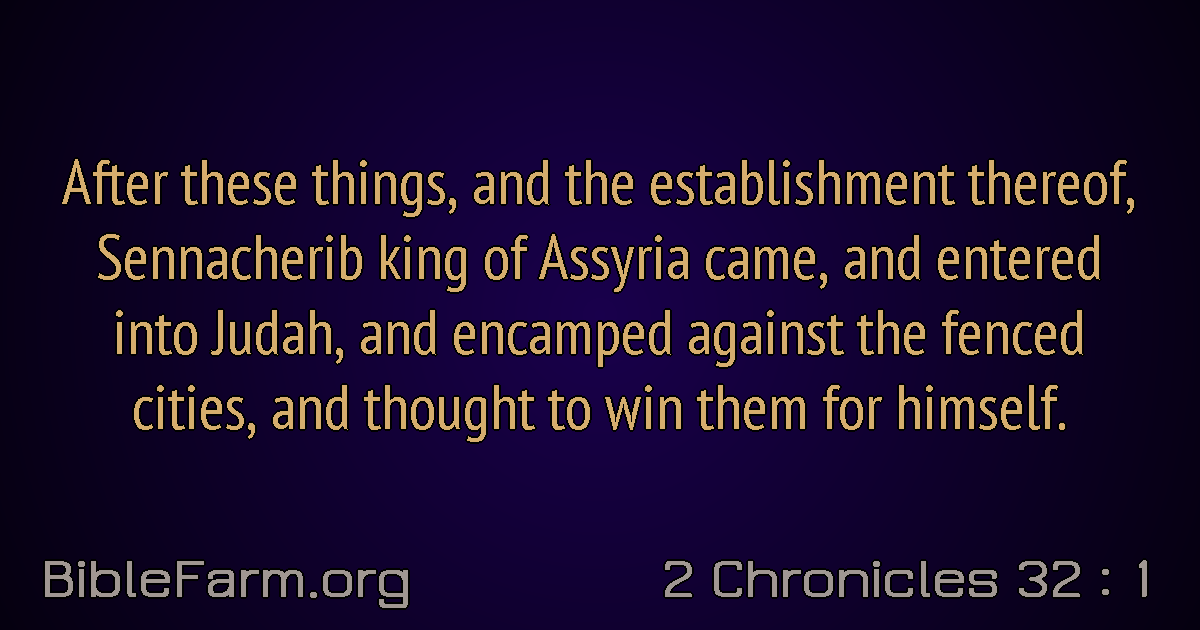 After these things, and the establishment thereof,
Sennacherib king of Assyria came, and entered
into Judah, and encamped against the fenced
cities, and thought to win them for himself.
BibleFarm.org
2 Chronicles 32 : 1